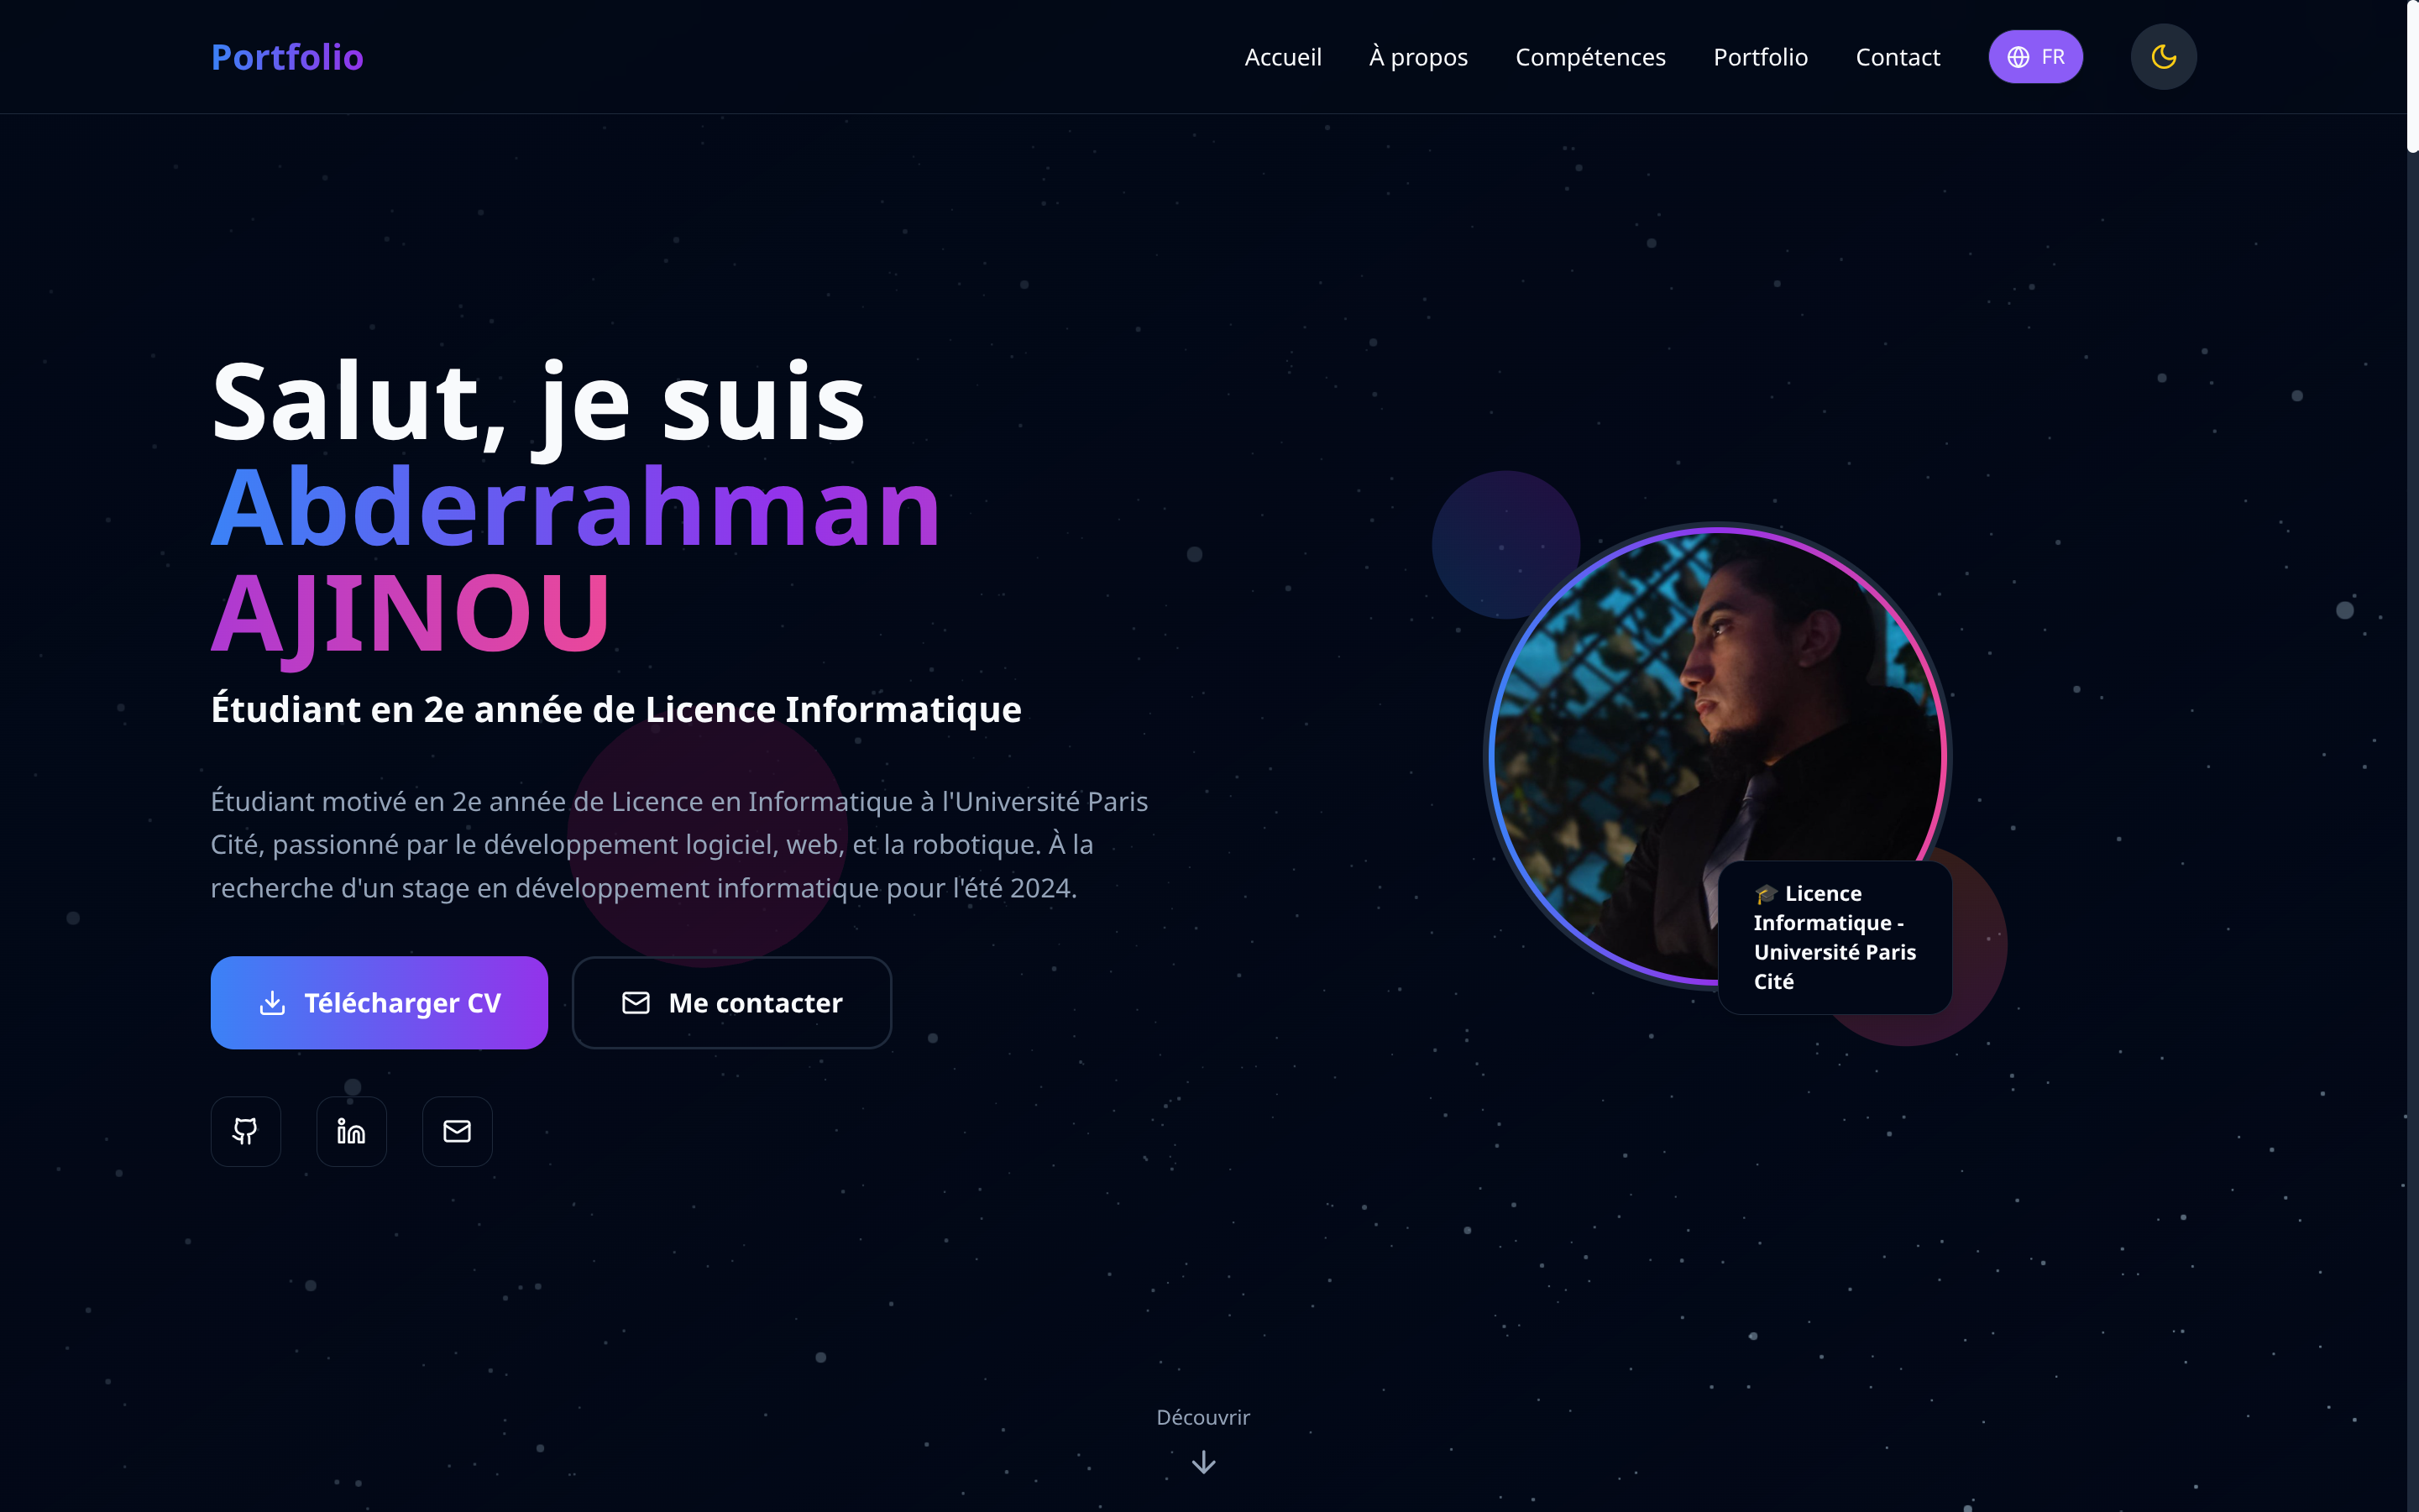 Portfolio
Accueil
À propos
Compétences
Portfolio
Contact
FR
Salut, je suis
Abderrahman
AJINOU
Étudiant en 2e année de Licence Informatique
Étudiant motivé en 2e année de Licence en Informatique à l'Université Paris
Cité, passionné par le développement logiciel, web, et la robotique. À la
recherche d'un stage en développement informatique pour l'été 2024.
Télécharger CV
Me contacter
🎓 Licence
Informatique -
Université Paris
Cité
Découvrir